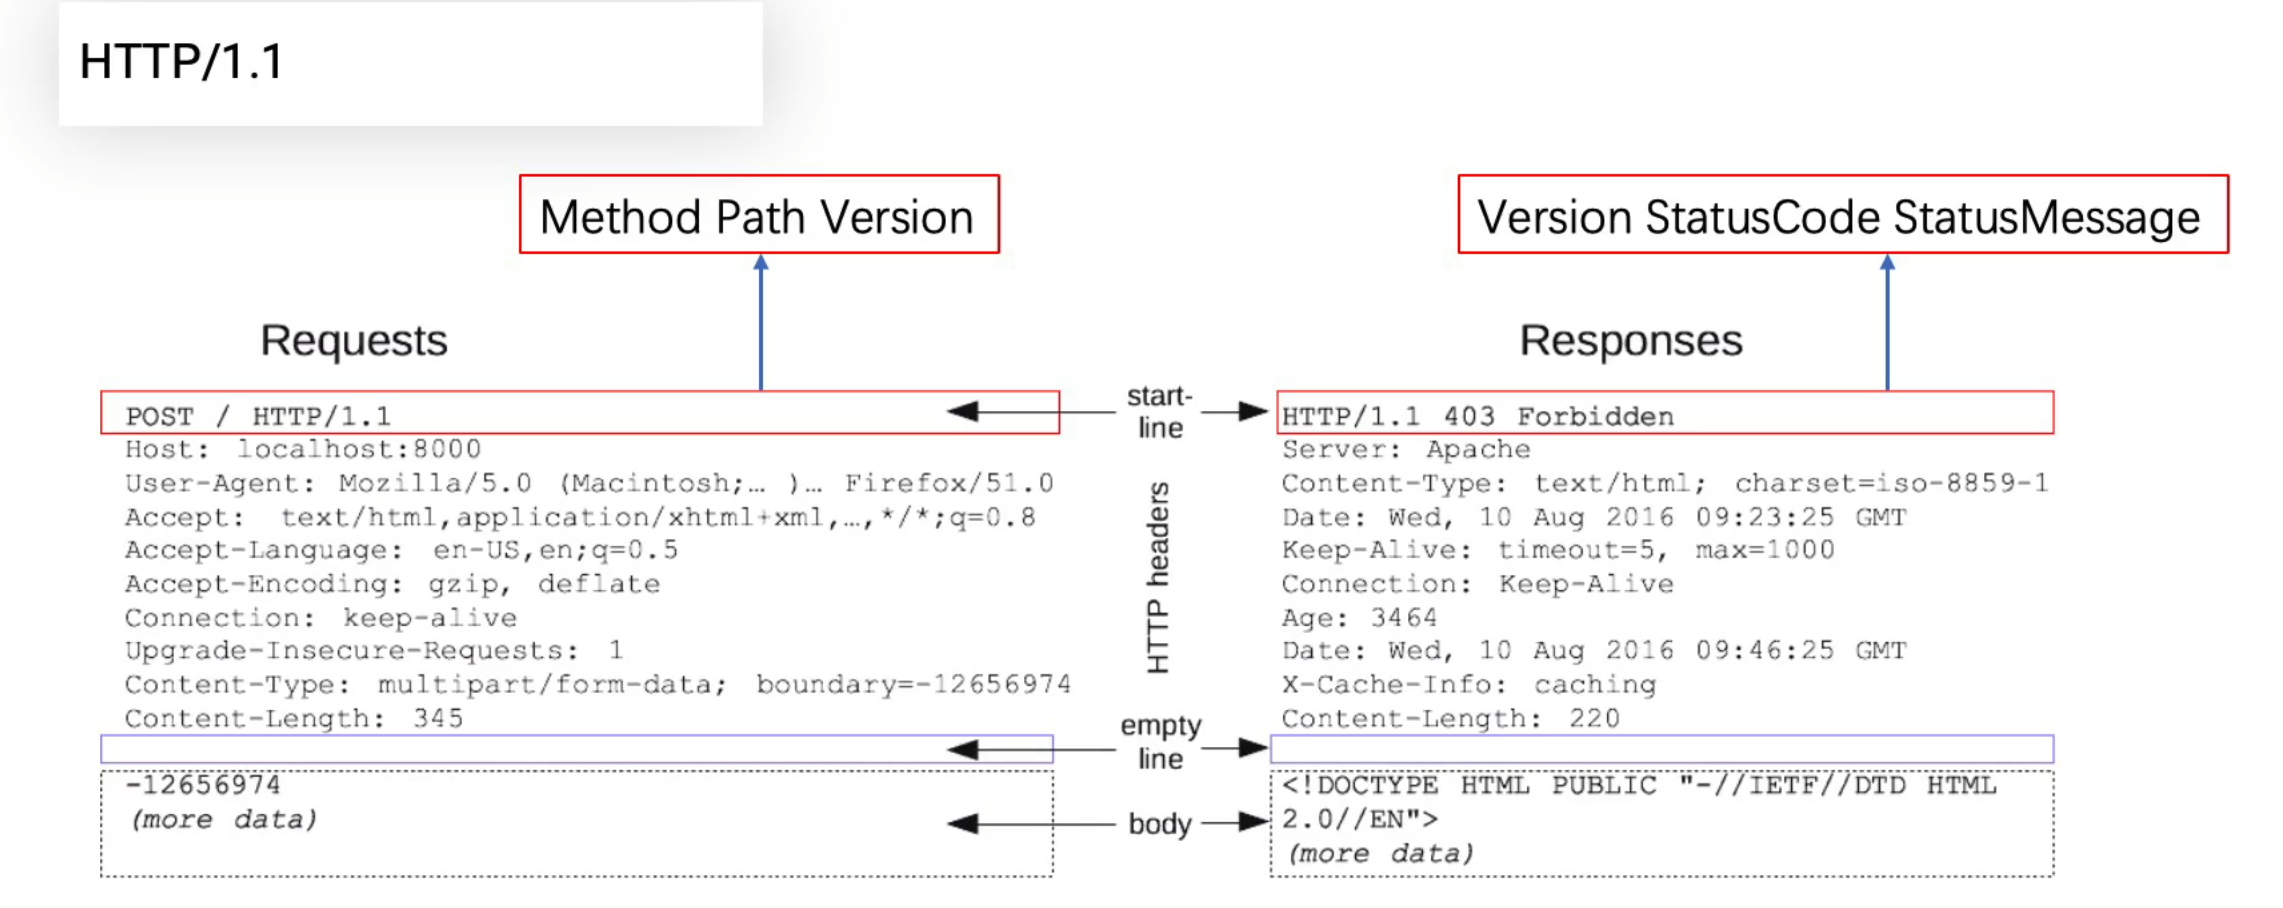 HTTP/1.1
Method Path Version
Version StatusCode StatusMessage
Requests
Responses
POST / HTTP/1.1
Host: localhost:8000
User-Agent: Mozilla/5.0 (Macintosh;… )… Firefox/51.0
Accept: text/html,application/xhtml+xml,…,*/*;q=0.8
Accept-Language: en-US,en;q=0.5
Accept-Encoding: gzip, deflate
Connection: keep-alive
Upgrade-Insecure-Requests: 1
Content-Type: multipart/form-data; boundary=-12656974
Content-Length: 345
-12656974
(more data)
start-
line
HTTP headers
empty
line
body
HTTP/1.1 403 Forbidden
Server: Apache
Content-Type: text/html; charset=iso-8859-1
Date: Wed, 10 Aug 2016 09:23:25 GMT
Keep-Alive: timeout=5, max=1000
Connection: Keep-Alive
Age: 3464
Date: Wed, 10 Aug 2016 09:46:25 GMT
X-Cache-Info: caching
Content-Length: 220
<!DOCTYPE HTML PUBLIC "-//IETF//DTD HTML
2.0//EN">
(more data)